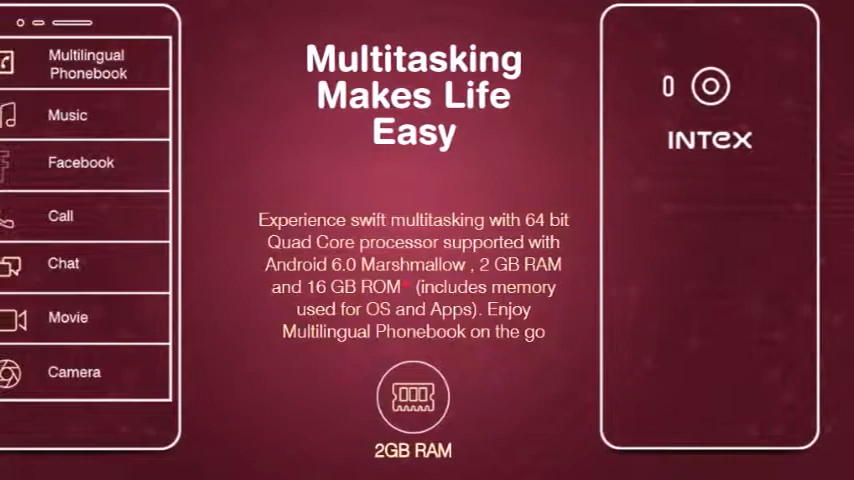 Multilingual
Phonebook
Music
Facebook
Call
Chat
Movie
Camera
Multitasking
Makes Life
Easy
Experience swift multitasking with 64 bit
Quad Core processor supported with
Android 6.0 Marshmallow , 2 GB RAM
and 16 GB ROM* (includes memory
used for OS and Apps). Enjoy
Multilingual Phonebook on the go
2GB RAM
INTEX